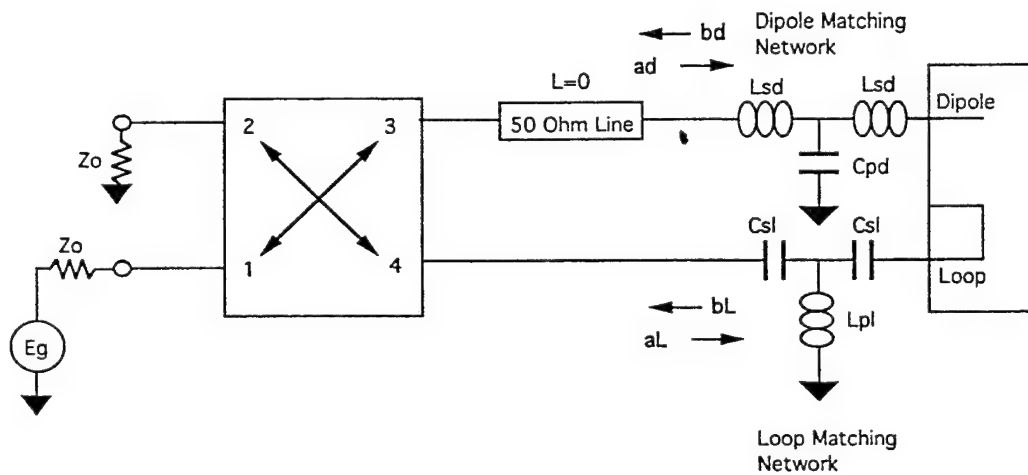 bd
Dipole Matching
Network
ad
L=0
Lsd
Lsd
Dipole
50 Ohm Line
2
3
Zo
Cpd
Csl
Csl
Zo
1
4
Loop
bL
Lpl
aL
Eg
Loop Matching
Network